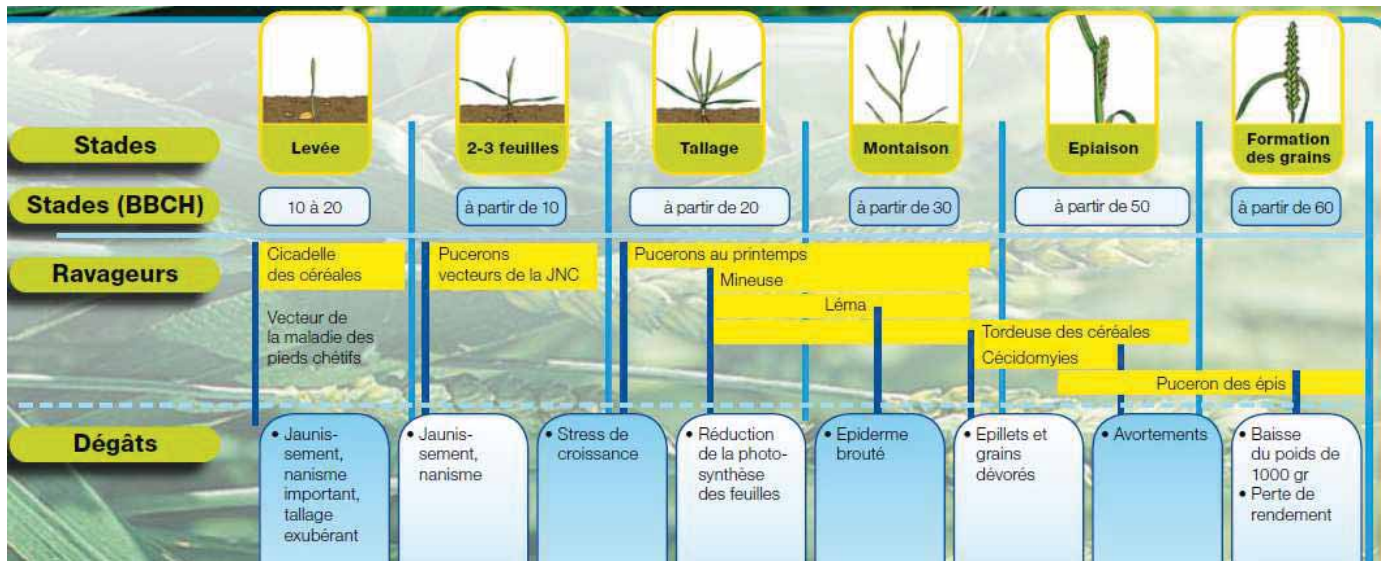 Stades
Levée
2-3 feuilles
Tallage
Montaison
Epiaison
Formation
des grains
Stades (BBCH)
10 à 20
à partir de 10
à partir de 20
à partir de 30
à partir de 50
à partir de 60
Ravageurs
Cicadelle
des céréales
Vecteur de
la maladie des
pieds chétifs
Pucerons
vecteurs de la JNC
Pucerons au printemps
Mineuse
Léma
Tordeuse des céréales
Cécidomyies
Puceron des épis
Dégâts
• Jaunis-
sement,
nanisme
important,
tallage
exubérant
• Jaunis-
sement,
nanisme
• Stress de
croissance
• Réduction
de la photo-
synthèse
des feuilles
• Epiderme
brouté
• Epillets et
grains
dévorés
• Avortements
• Baisse
du poids de
1000 gr
• Perte de
rendement